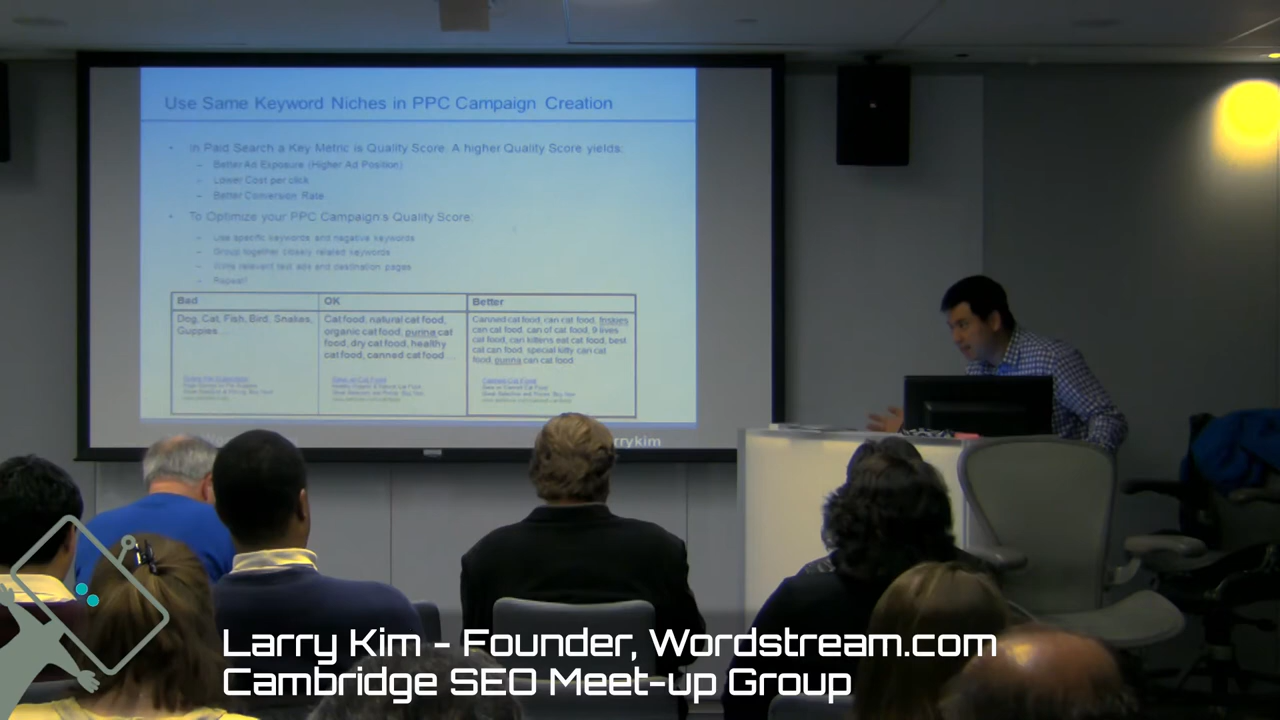 Use Same Keyword Niches in PPC Campaign Creation
• In Paid Search a Key Metric is Quality Score. A higher Quality Score yields:
– Better Ad Exposure (Higher Ad Position)
– Lower Cost per click
– Better Conversion Rate
• To Optimize your PPC Campaign's Quality Score:
– Use specific keywords and negative keywords
– Group together closely related keywords
– Write relevant text ads and destination pages
– Repeat!
Bad
Dog, Cat, Fish, Bird, Snakes,
Guppies...
OK
Cat food, natural cat food,
organic cat food, purina cat
food, dry cat food, healthy
cat food, canned cat food...
Better
Canned cat food, can cat food, friskies
can cat food, can of cat food, 9 lives
cat food, can kittens eat cat food, best
cat can food, special kitty can cat
food, purina can cat food.
Canned Cat Food
rrykim
Larry Kim - Founder, Wordstream.com
Cambridge SEO Meet-up Group